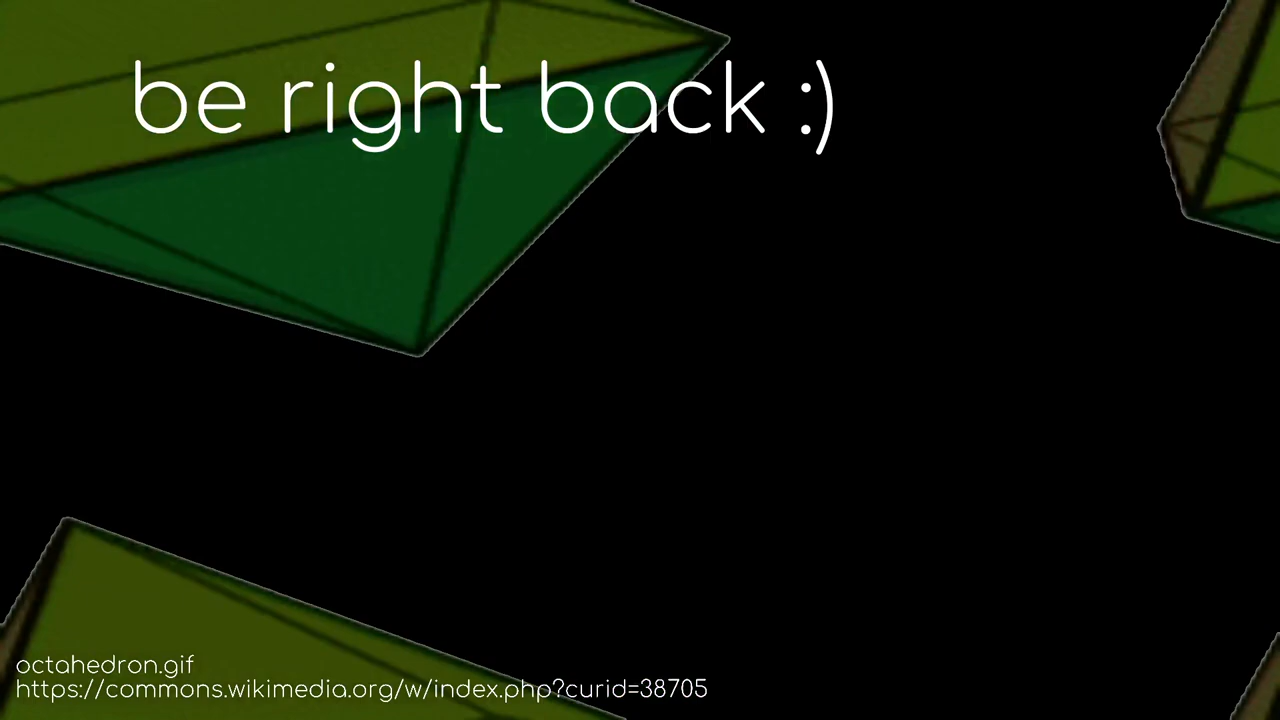 be right back :)
octahedron.gif
https://commons.wikimedia.org/w/index.php?curid=38705